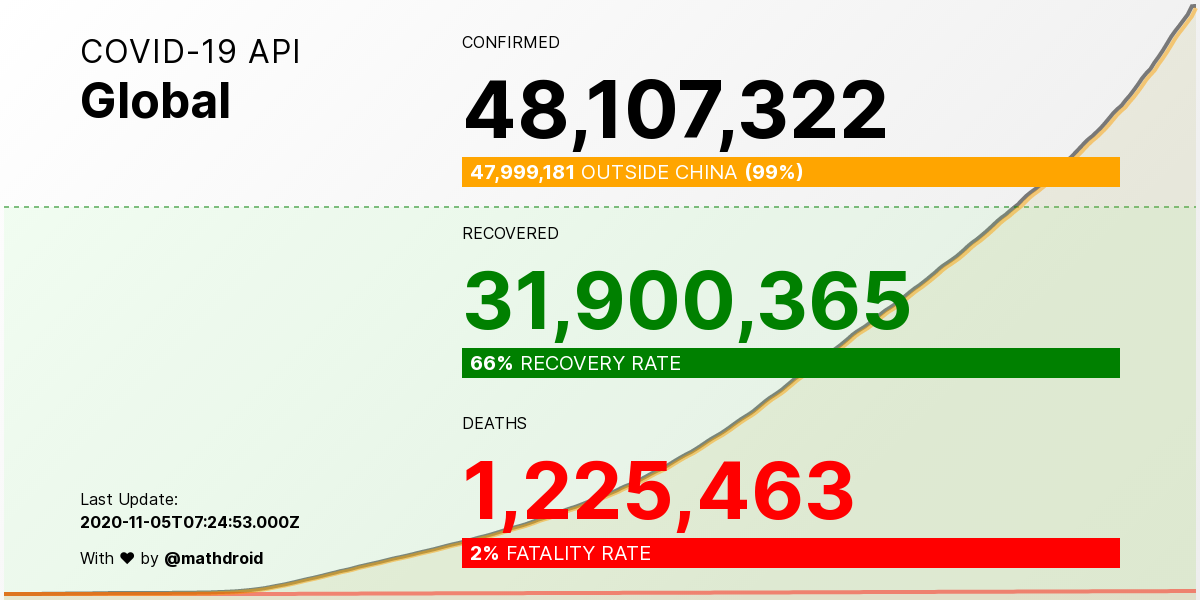 COVID-19 API
Global
CONFIRMED
48,107,322
47,999,181 OUTSIDE CHINA (99%)
RECOVERED
31,900,365
66% RECOVERY RATE
DEATHS
1,225,463
2% FATALITY RATE
Last Update:
2020-11-05T07:24:53.000Z
With ♥ by @mathdroid